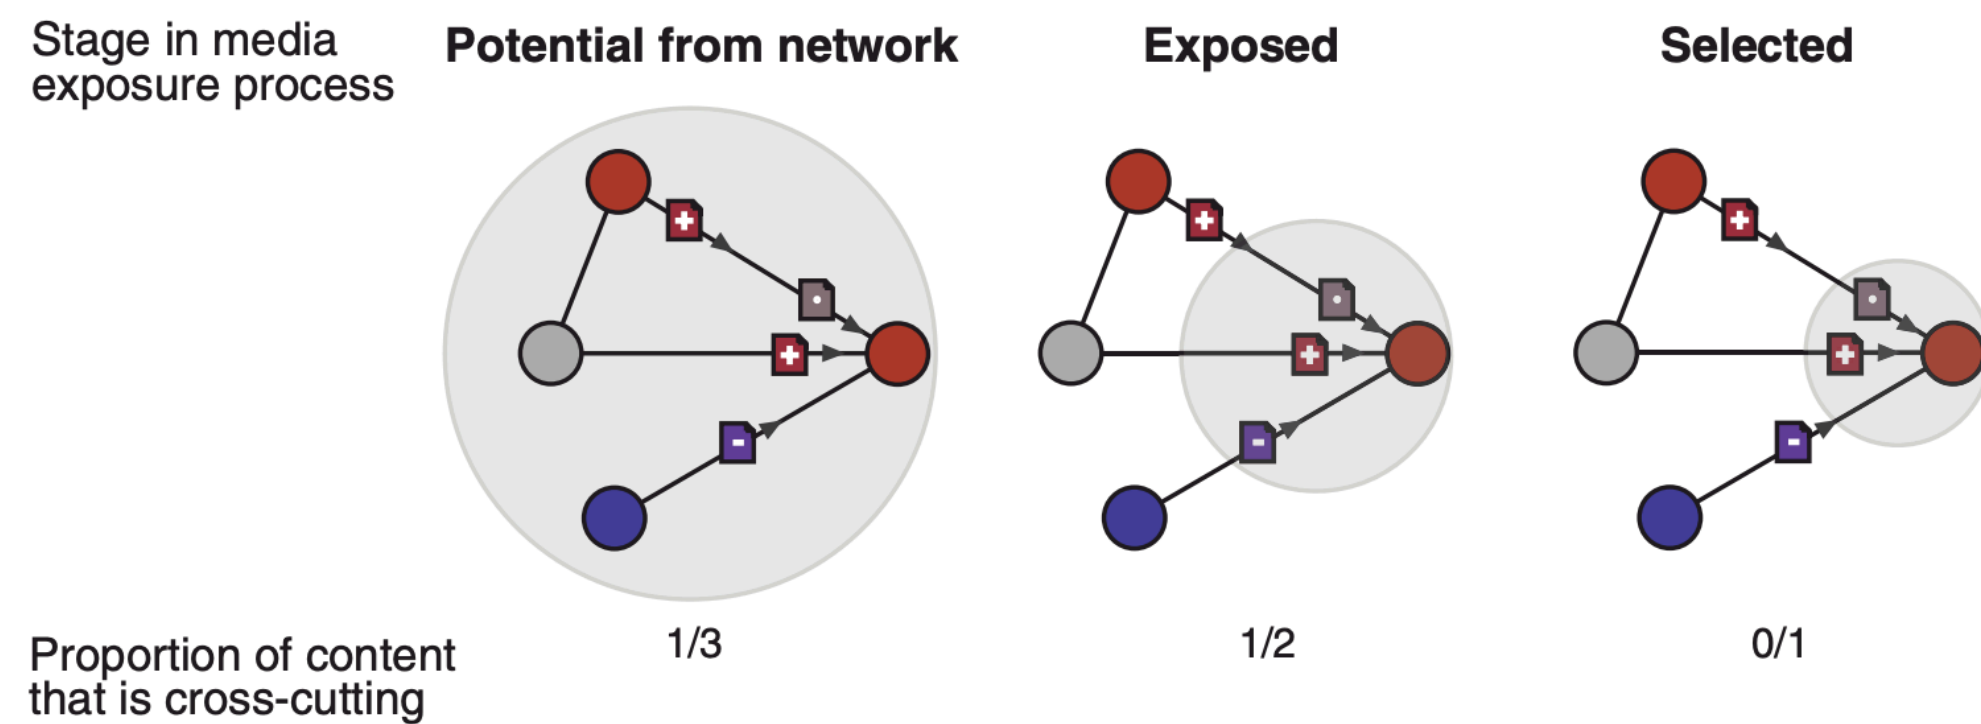 Stage in media
exposure process
Potential from network
Exposed
Selected
+
+
-
+
+
-
+
+
-
Proportion of content
that is cross-cutting
1/3
1/2
0/1